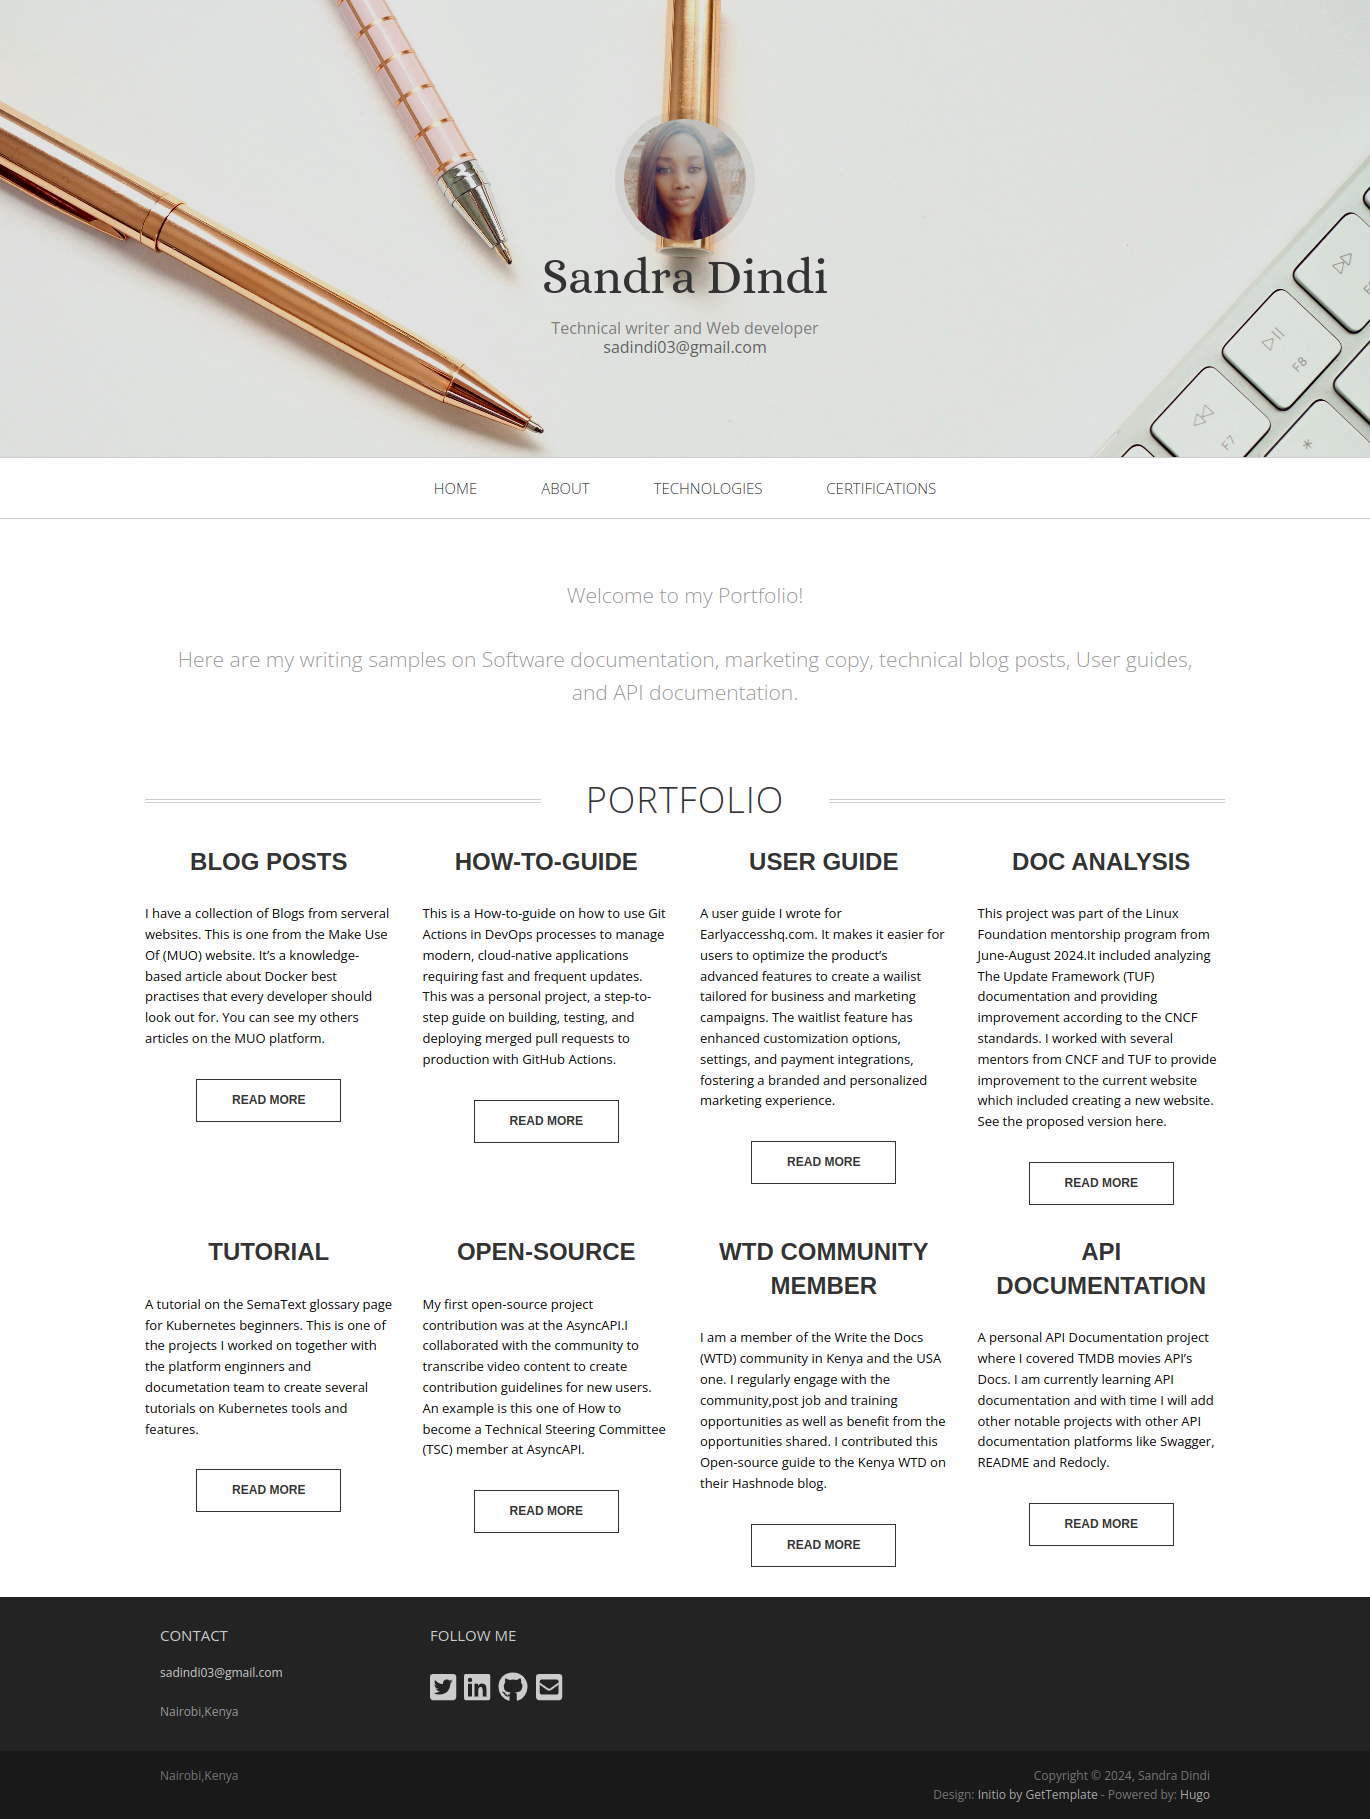 Sandra Dindi
Technical writer and Web developer
sadindi03@gmail.com
F8
F7
*
HOME
ABOUT
TECHNOLOGIES
CERTIFICATIONS
Welcome to my Portfolio!
Here are my writing samples on Software documentation, marketing copy, technical blog posts, User guides,
and API documentation.
PORTFOLIO
BLOG POSTS
I have a collection of Blogs from serveral
websites. This is one from the Make Use
Of (MUO) website. It’s a knowledge-
based article about Docker best
practises that every developer should
look out for. You can see my others
articles on the MUO platform.
READ MORE
HOW-TO-GUIDE
This is a How-to-guide on how to use Git
Actions in DevOps processes to manage
modern, cloud-native applications
requiring fast and frequent updates.
This was a personal project, a step-to-
step guide on building, testing, and
deploying merged pull requests to
production with GitHub Actions.
READ MORE
USER GUIDE
A user guide I wrote for
Earlyaccesshq.com. It makes it easier for
users to optimize the product’s
advanced features to create a wailist
tailored for business and marketing
campaigns. The waitlist feature has
enhanced customization options,
settings, and payment integrations,
fostering a branded and personalized
marketing experience.
READ MORE
DOC ANALYSIS
This project was part of the Linux
Foundation mentorship program from
June-August 2024.It included analyzing
The Update Framework (TUF)
documentation and providing
improvement according to the CNCF
standards. I worked with several
mentors from CNCF and TUF to provide
improvement to the current website
which included creating a new website.
See the proposed version here.
READ MORE
TUTORIAL
A tutorial on the SemaText glossary page
for Kubernetes beginners. This is one of
the projects I worked on together with
the platform enginners and
documetation team to create several
tutorials on Kubernetes tools and
features.
READ MORE
OPEN-SOURCE
My first open-source project
contribution was at the AsyncAPI.I
collaborated with the community to
transcribe video content to create
contribution guidelines for new users.
An example is this one of How to
become a Technical Steering Committee
(TSC) member at AsyncAPI.
READ MORE
WTD COMMUNITY
MEMBER
I am a member of the Write the Docs
(WTD) community in Kenya and the USA
one. I regularly engage with the
community,post job and training
opportunities as well as benefit from the
opportunities shared. I contributed this
Open-source guide to the Kenya WTD on
their Hashnode blog.
READ MORE
API
DOCUMENTATION
A personal API Documentation project
where I covered TMDB movies API’s
Docs. I am currently learning API
documentation and with time I will add
other notable projects with other API
documentation platforms like Swagger,
README and Redocly.
READ MORE
CONTACT
sadindi03@gmail.com
Nairobi,Kenya
FOLLOW ME
Nairobi,Kenya
Copyright © 2024, Sandra Dindi
Design: Initio by GetTemplate - Powered by: Hugo